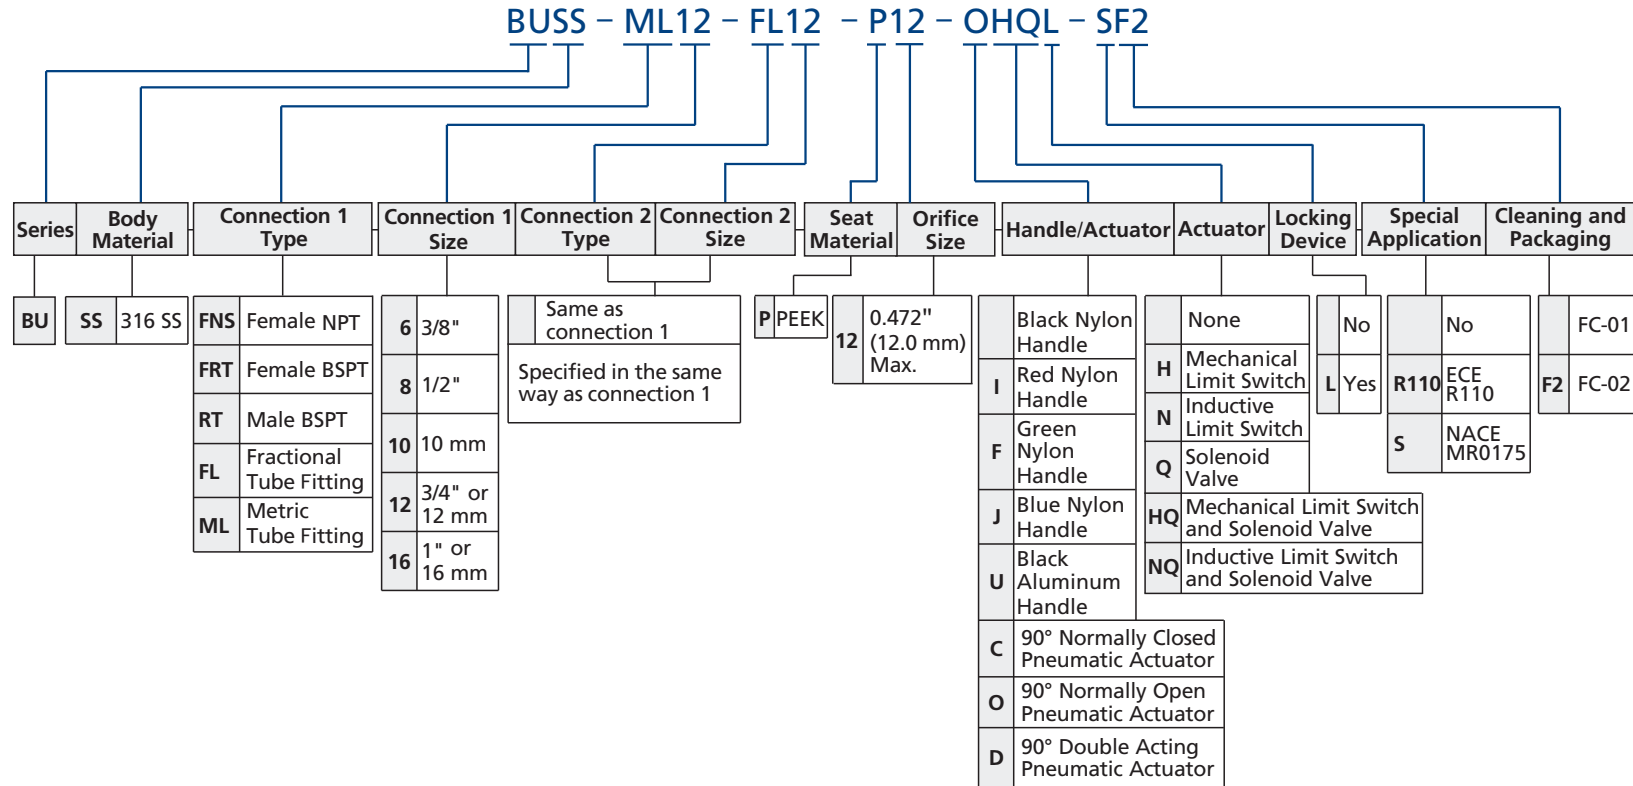 BUSS – ML12 – FL12 – P12 – OHQL – SF2
Series
Body
Material
Connection 1
Type
Connection 1
Size
Connection 2
Type
Connection 2
Size
Seat
Material
Orifice
Size
Handle/Actuator
Actuator
Locking
Device
Special
Application
Cleaning and
Packaging
BU
SS 316 SS
FNS Female NPT
FRT Female BSPT
RT Male BSPT
FL Fractional
Tube Fitting
ML Metric
Tube Fitting
6 3/8"
8 1/2"
10 10 mm
12 3/4" or
12 mm
16 1" or
16 mm
Same as
connection 1
Specified in the same
way as connection 1
P PEEK
12 0.472"
(12.0 mm)
Max.
Black Nylon
Handle
I Red Nylon
Handle
F Green
Nylon
Handle
J Blue Nylon
Handle
U Black
Aluminum
Handle
C 90° Normally Closed
Pneumatic Actuator
O 90° Normally Open
Pneumatic Actuator
D 90° Double Acting
Pneumatic Actuator
None
H Mechanical
Limit Switch
N Inductive
Limit Switch
Q Solenoid
Valve
HQ Mechanical Limit Switch
and Solenoid Valve
NQ Inductive Limit Switch
and Solenoid Valve
No
L Yes
No
R110 ECE
R110
S NACE
MR0175
FC-01
F2 FC-02